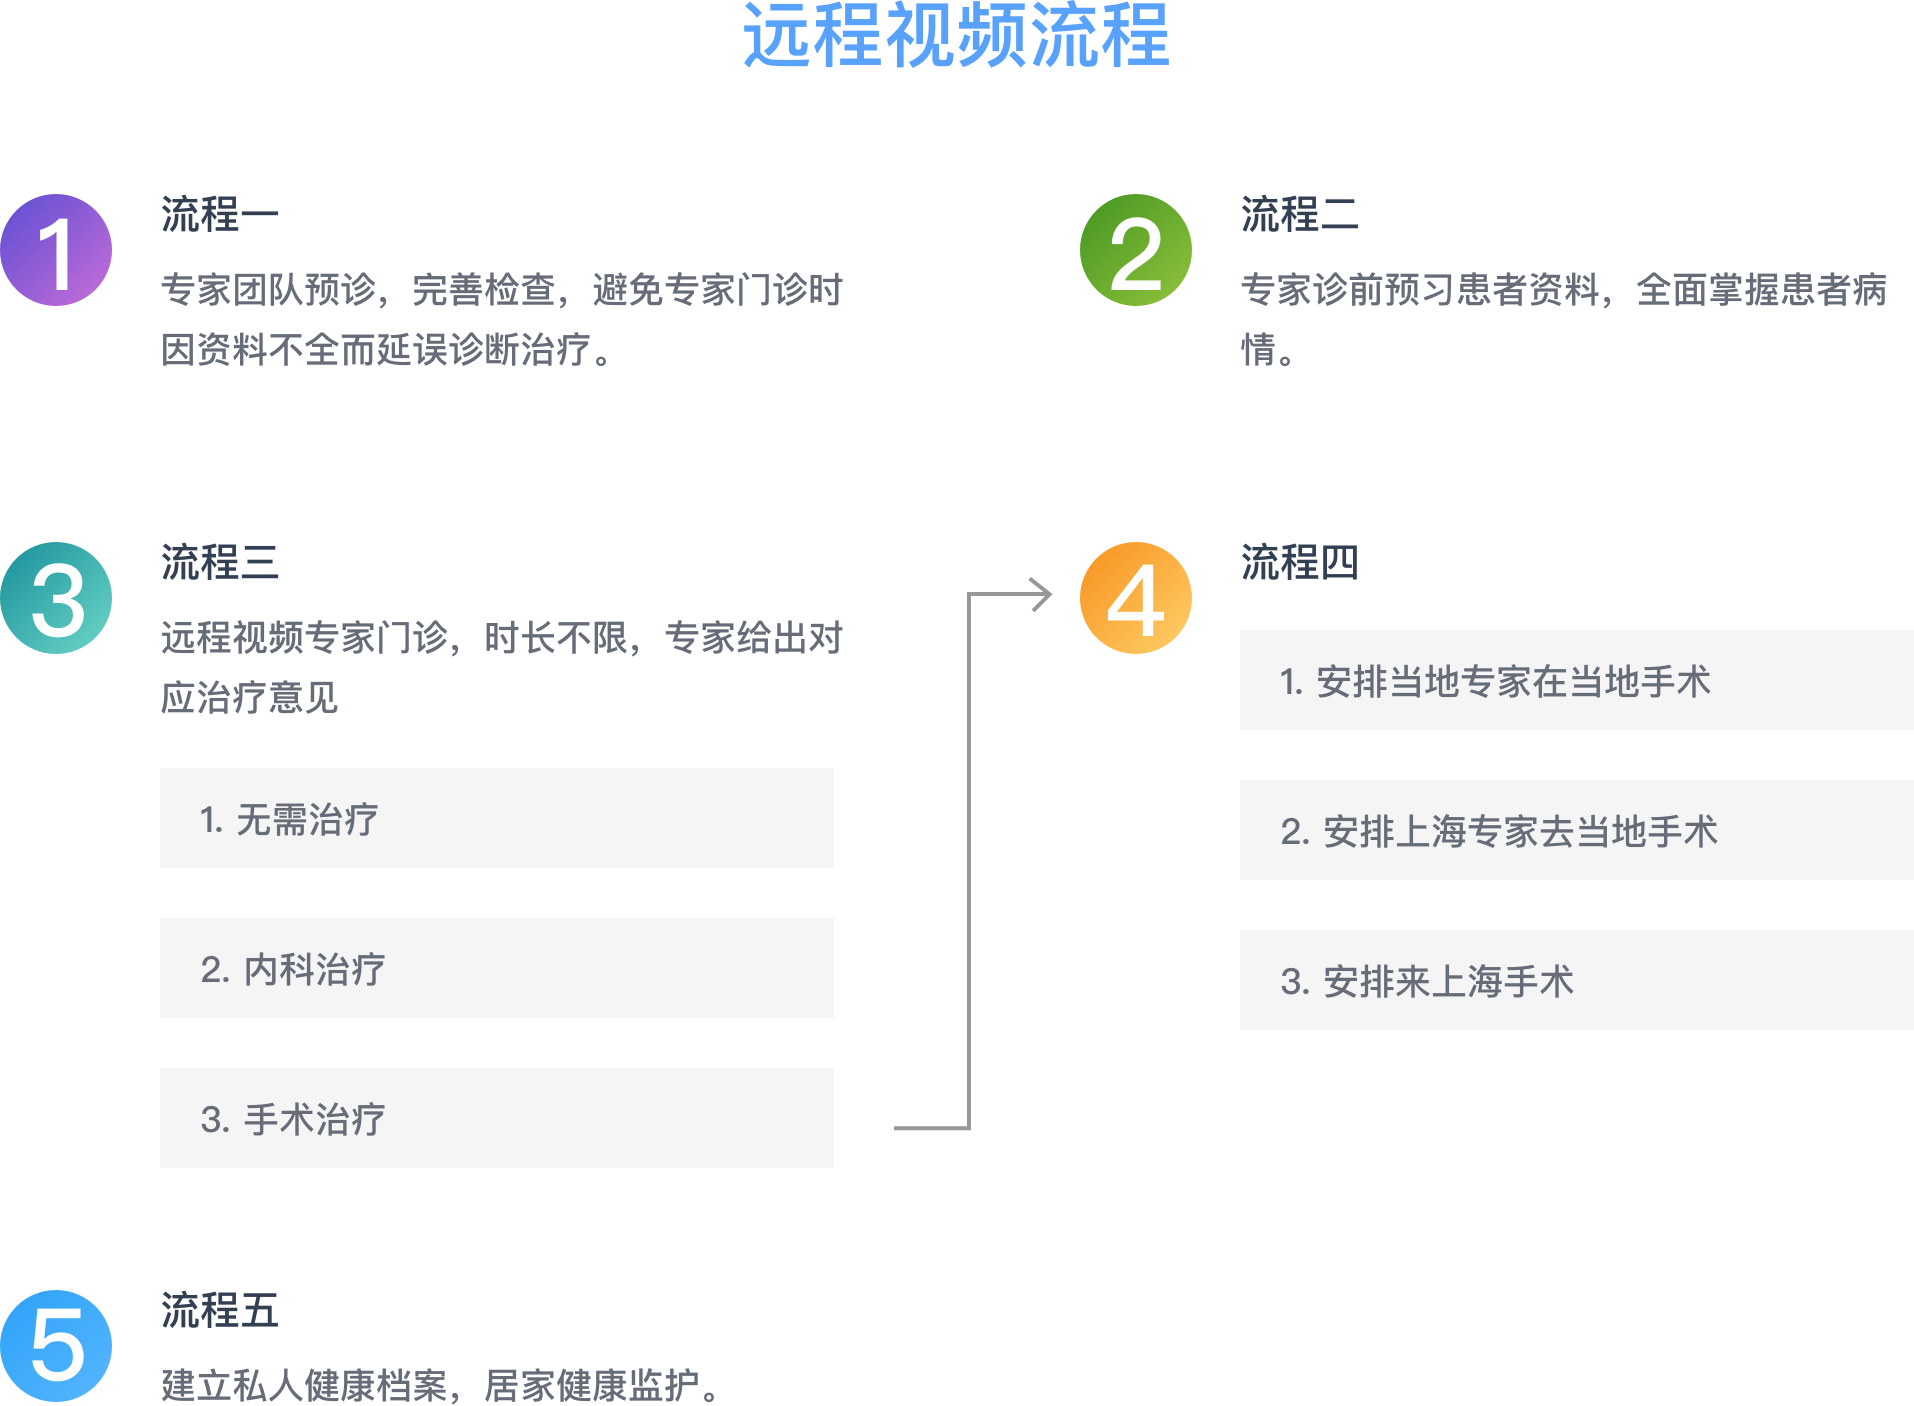 远程视频流程
1
流程一
专家团队预诊，完善检查，避免专家门诊时
因资料不全而延误诊断治疗。
2
流程二
专家诊前预习患者资料，全面掌握患者病
情。
3
流程三
远程视频专家门诊，时长不限，专家给出对
应治疗意见
1. 无需治疗
2. 内科治疗
3. 手术治疗
4
流程四
1. 安排当地专家在当地手术
2. 安排上海专家去当地手术
3. 安排来上海手术
5
流程五
建立私人健康档案，居家健康监护。